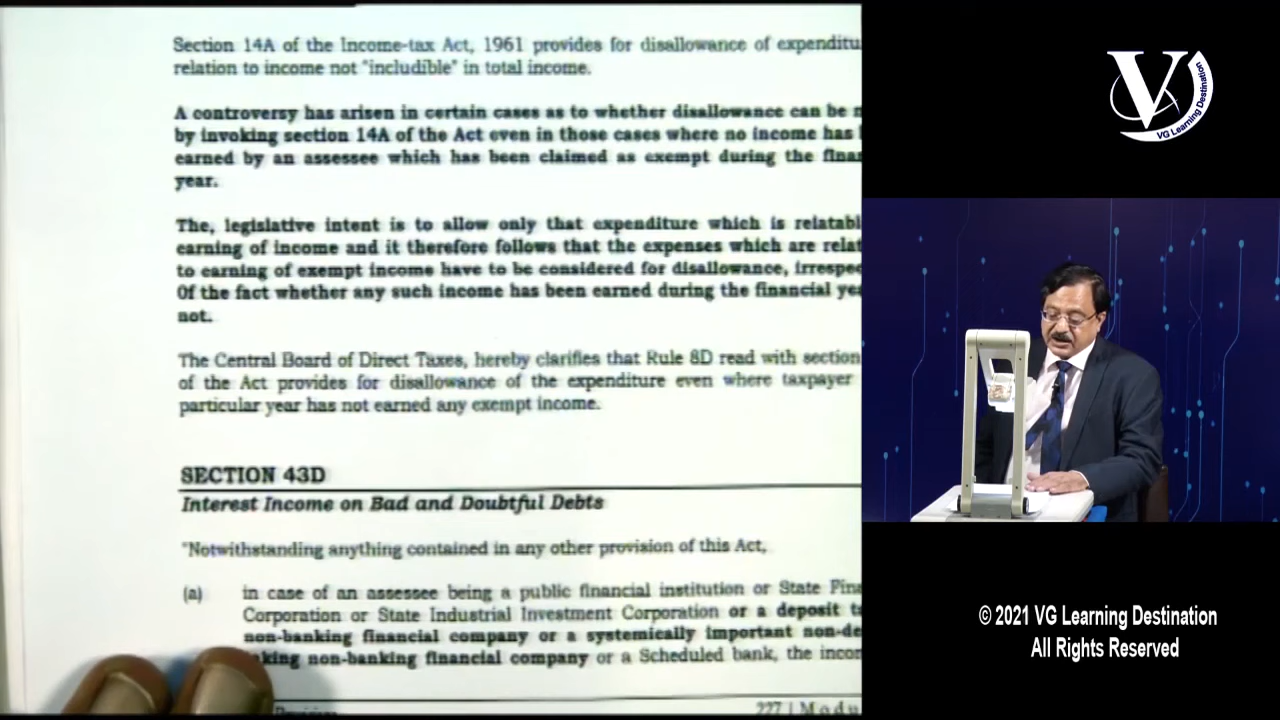 Section 14A of the Income-tax Act, 1961 provides for disallowance of expenditu
relation to income not "includible" in total income.
A controversy has arisen in certain cases as to whether disallowance can be
by invoking section 14A of the Act even in those cases where no income has
earned by an assessee which has been claimed as exempt during the finan
year.
The, legislative intent is to allow only that expenditure which is relatabl
earning of income and it therefore follows that the expenses which are relat
to earning of exempt income have to be considered for disallowance, irrespec
Of the fact whether any such income has been earned during the financial yea
not.
The Central Board of Direct Taxes, hereby clarifies that Rule 8D read with section
of the Act provides for disallowance of the expenditure even where taxpayer
particular year has not earned any exempt income.
SECTION 43D
Interest Income on Bad and Doubtful Debts
"Notwithstanding anything contained in any other provision of this Act,
(a) in case of an assessee being a public financial institution or State Fina
Corporation or State Industrial Investment Corporation or a deposit ta
non-banking financial company or a systemically important non-de
aking non-banking financial company or a Scheduled bank, the incom
227 | Modu
V
VG Learning Destination
© 2021 VG Learning Destination
All Rights Reserved